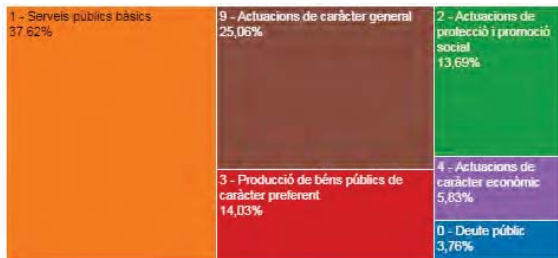 1 - Serveis públics bàsics
37,62%
9 - Actuacions de caràcter general
25,06%
3 - Producció de béns públics de
caràcter preferent
14,03%
2 - Actuacions de
protecció i promoció
social
13,69%
4 - Actuacions de
caràcter econòmic
5,83%
0 - Deute públic
3,76%